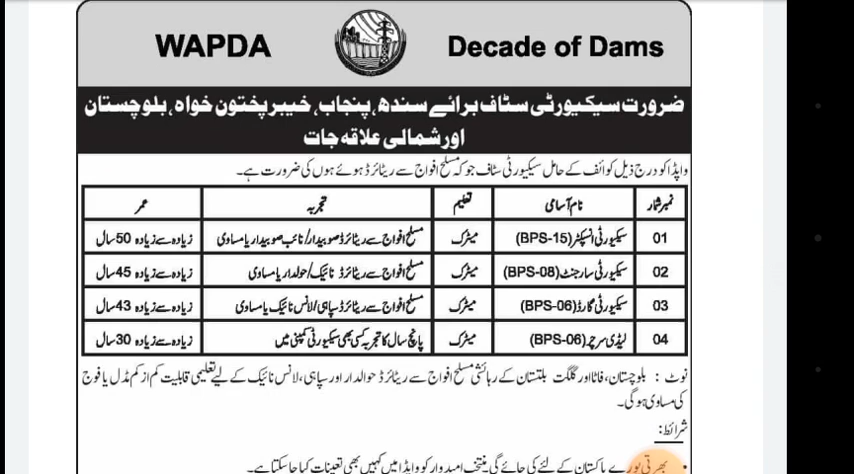 WAPDA Decade of Dams
ضرورت سیکیورٹی سٹاف برائے سندھ، پنجاب، خیبر پختون خواہ، بلوچستان
اور شمالی علاقہ جات
واپڈا کو درج ذیل کوائف کے حامل سیکیورٹی سٹاف جو کہ مسلح افواج سے ریٹائرڈ ہوئے ہوں کی ضرورت ہے۔
نمبر شمار نام آسامی تعلیم تجربہ عمر
01 سیکیورٹی انسپکٹر (BPS-15) میٹرک مسلح افواج سے ریٹائرڈ صوبیدار/نائب صوبیدار یا مساوی زیادہ سے زیادہ 50 سال
02 سیکیورٹی سارجنٹ (BPS-08) میٹرک مسلح افواج سے ریٹائرڈ نائیک/حولدار یا مساوی زیادہ سے زیادہ 45 سال
03 سیکیورٹی گارڈ (BPS-06) میٹرک مسلح افواج سے ریٹائرڈ سپاہی/لانس نائیک یا مساوی زیادہ سے زیادہ 43 سال
04 لیڈی سرچر (BPS-06) میٹرک پانچ سال کا تجربہ کسی بھی سیکیورٹی کمپنی میں زیادہ سے زیادہ 30 سال
نوٹ : بلوچستان، فاٹا اور گلگت بلتستان کے رہائشی مسلح افواج سے ریٹائرڈ حوالدار اور سپاہی، لانس نائیک کے لیے تعلیمی قابلیت کم از کم مڈل یا فوج
کی مساوی ہوگی۔
شرائط:
• بھرتی پورے پاکستان کے لئے کی جائے گی۔ منتخب امیدوار کو واپڈا میں کہیں بھی تعینات کیا جا سکتا ہے۔